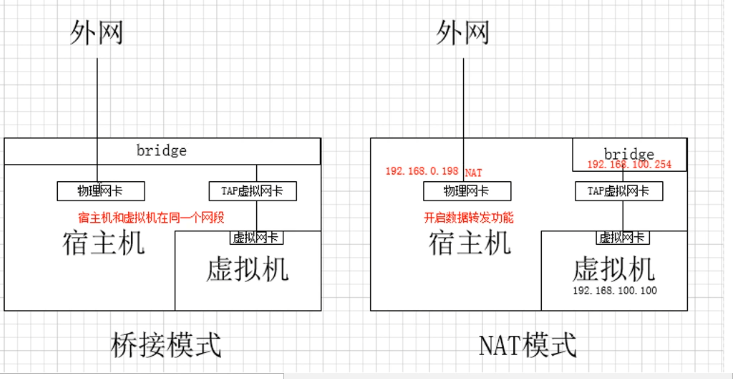 外网
bridge
物理网卡
TAP虚拟网卡
宿主机和虚拟机在同一个网段
宿主机
虚拟网卡
虚拟机
桥接模式
外网
bridge
192.168.100.254
192.168.0.198
NAT
物理网卡
TAP虚拟网卡
开启数据转发功能
宿主机
虚拟网卡
虚拟机
192.168.100.100
NAT模式